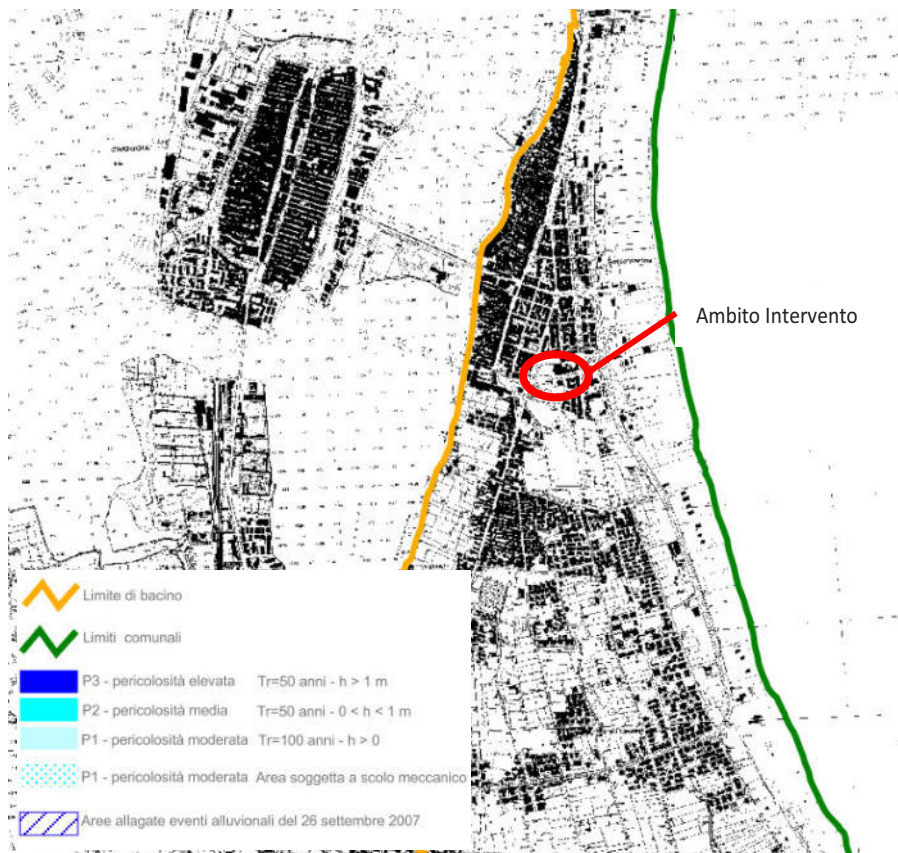 Ambito Intervento
Limite di bacino
Limiti comunali
P3 - pericolosità elevata Tr=50 anni - h > 1 m
P2 - pericolosità media Tr=50 anni - 0 < h < 1 m
P1 - pericolosità moderata Tr=100 anni - h > 0
P1 - pericolosità moderata Area soggetta a scolo meccanico
Aree allagate eventi alluvionali del 26 settembre 2007